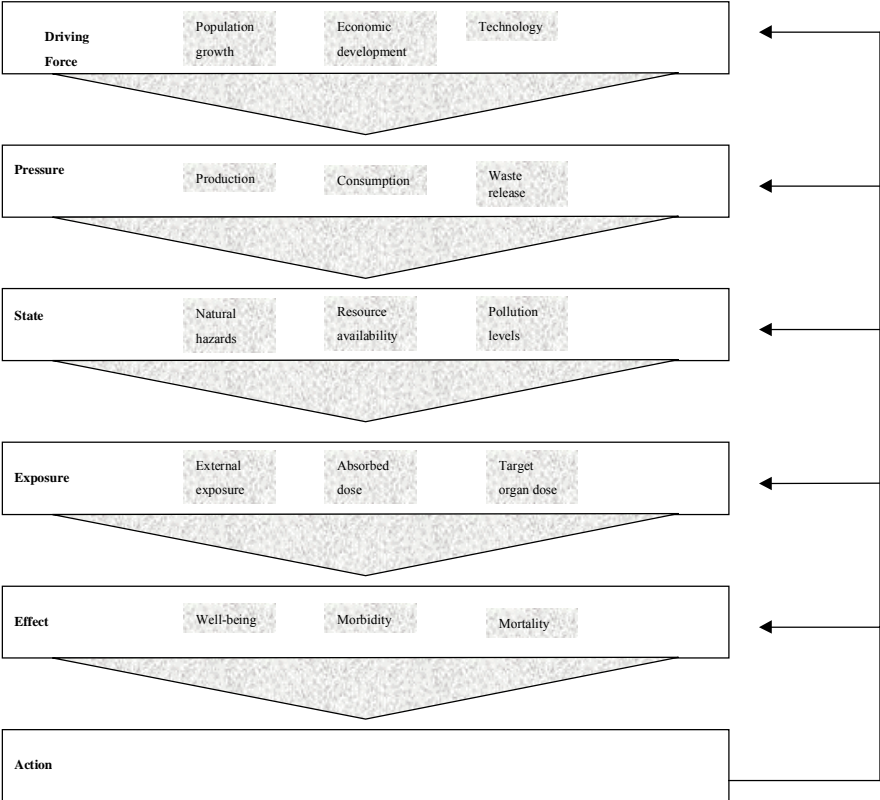 Driving
Force
Population
growth
Economic
development
Technology
Pressure
Production
Consumption
Waste
release
State
Natural
hazards
Resource
availability
Pollution
levels
Exposure
External
exposure
Absorbed
dose
Target
organ dose
Effect
Well-being
Morbidity
Mortality
Action